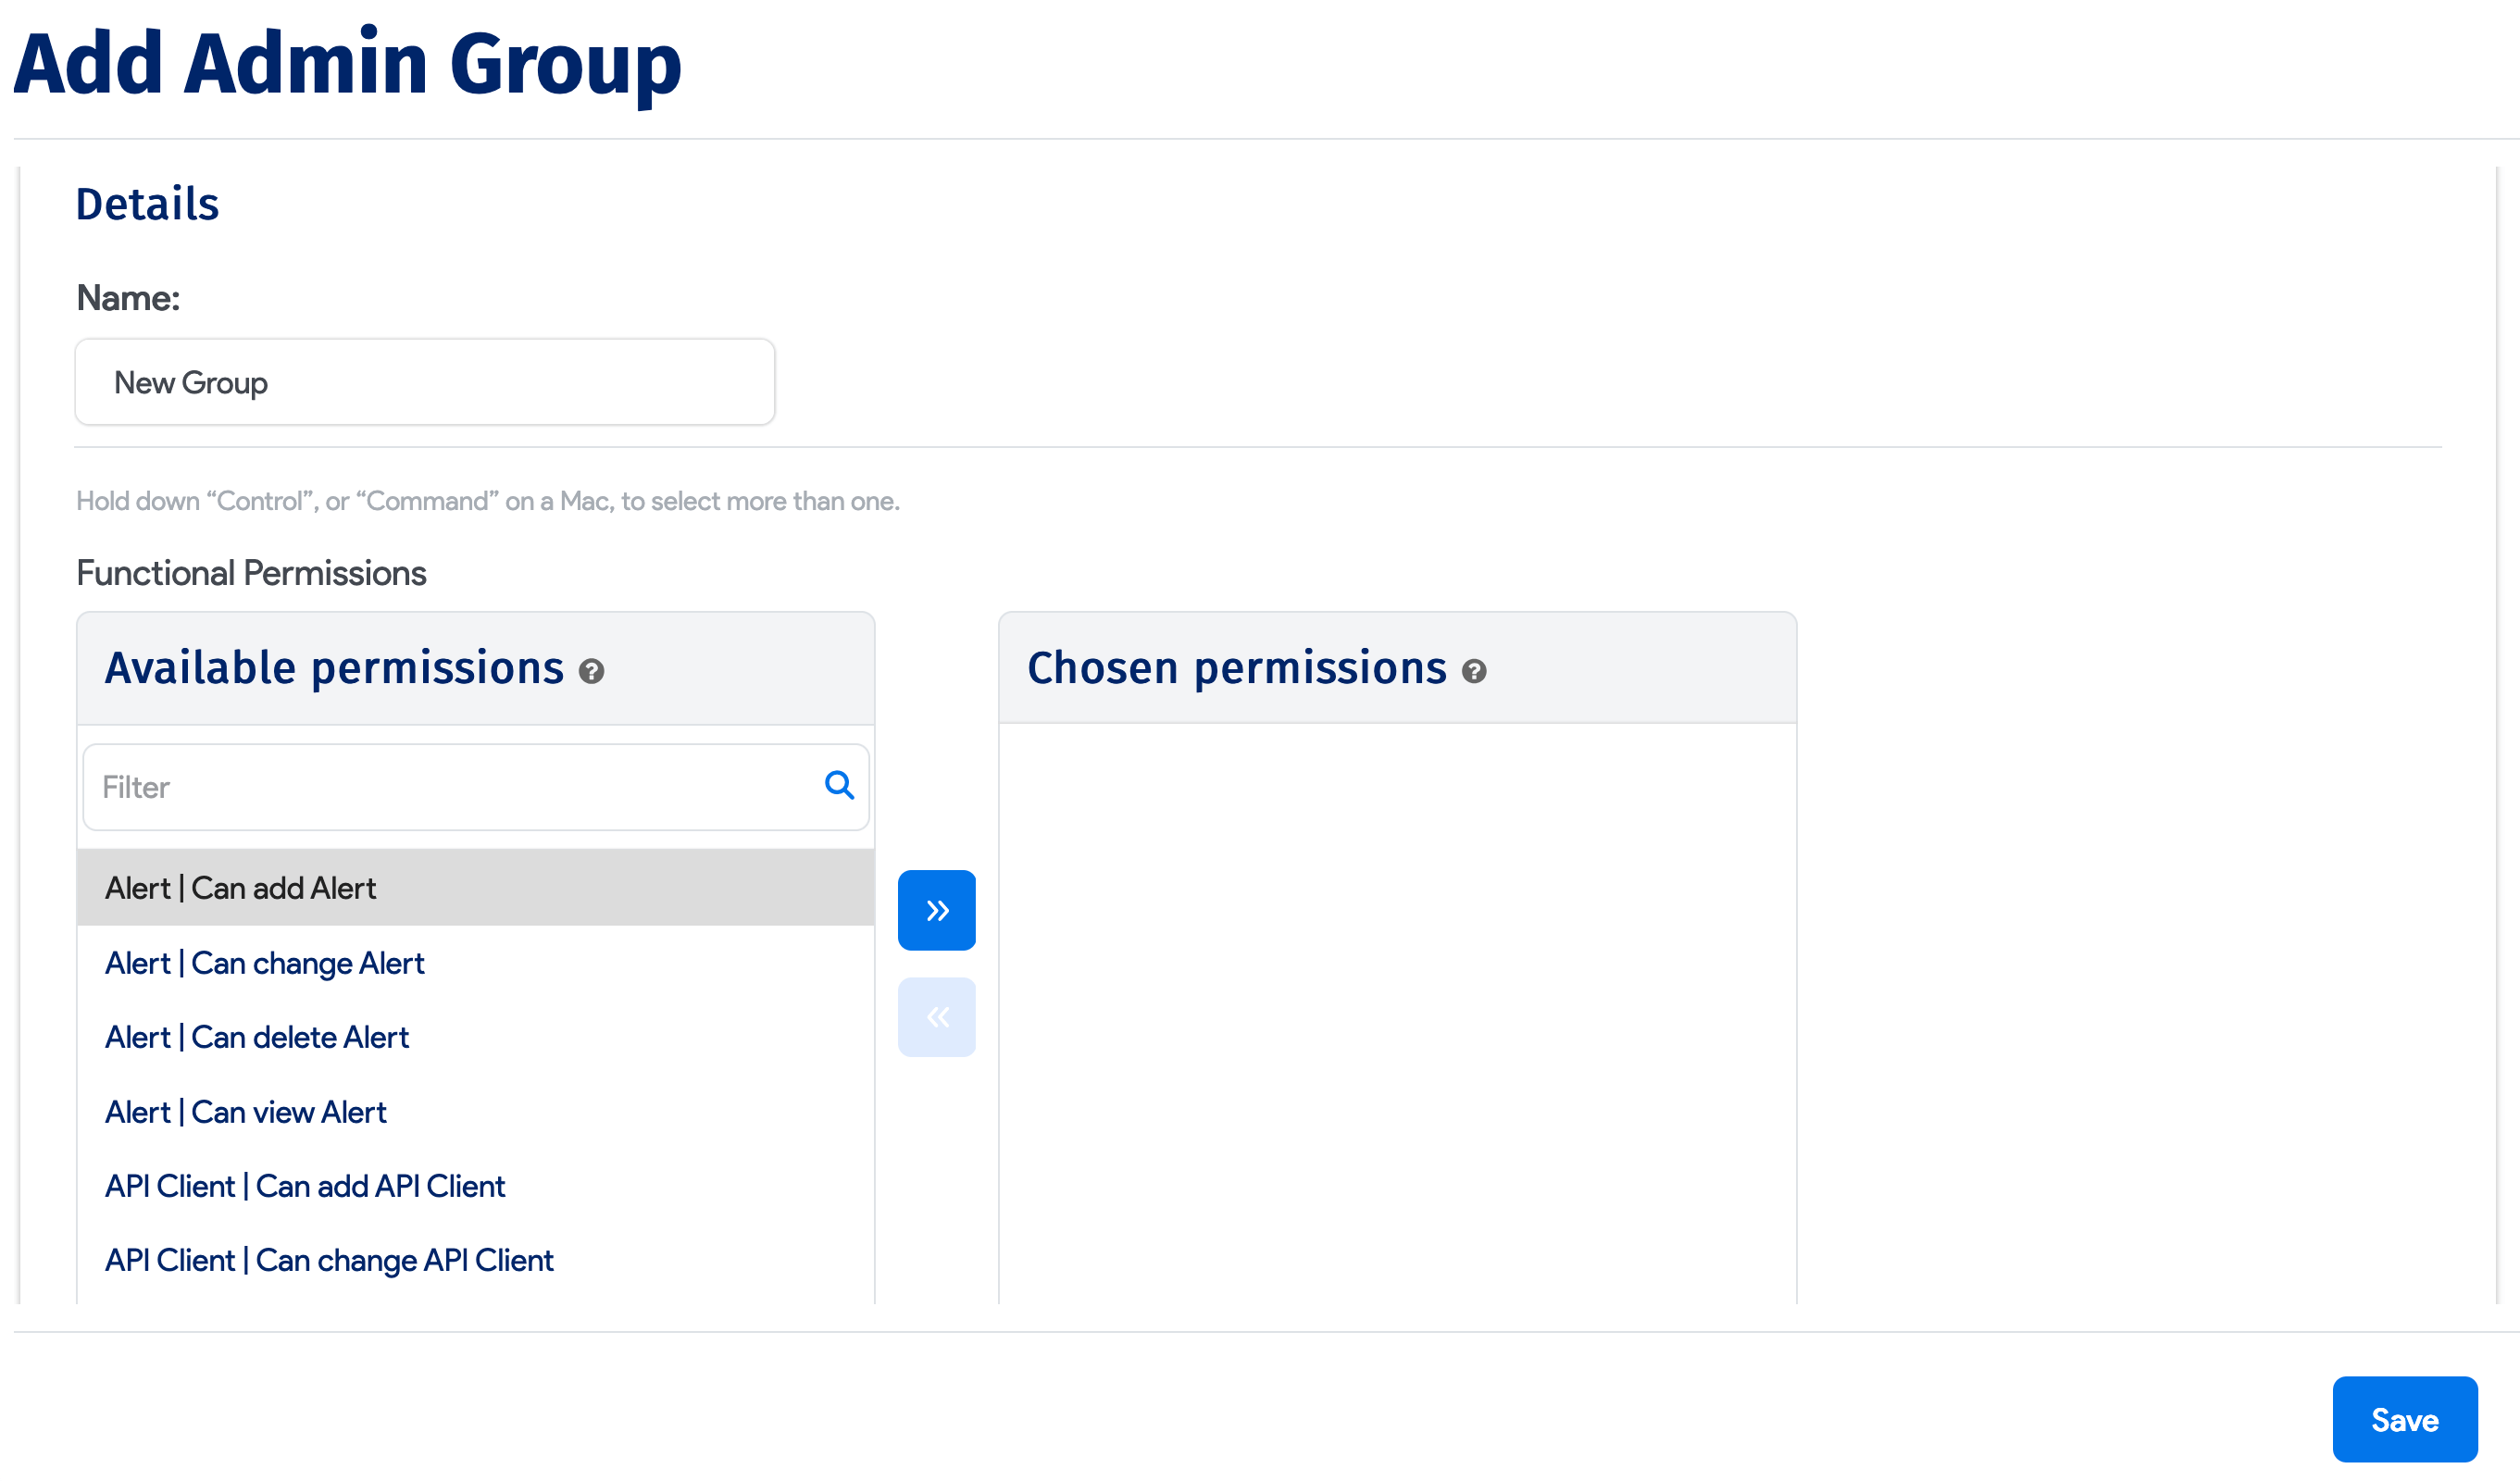 Add Admin Group
Details
Name:
New Group
Hold down “Control”, or “Command” on a Mac, to select more than one.
Functional Permissions
Available permissions ?
Chosen permissions ?
Filter
Alert | Can add Alert
Alert | Can change Alert
Alert | Can delete Alert
Alert | Can view Alert
API Client | Can add API Client
API Client | Can change API Client
Save